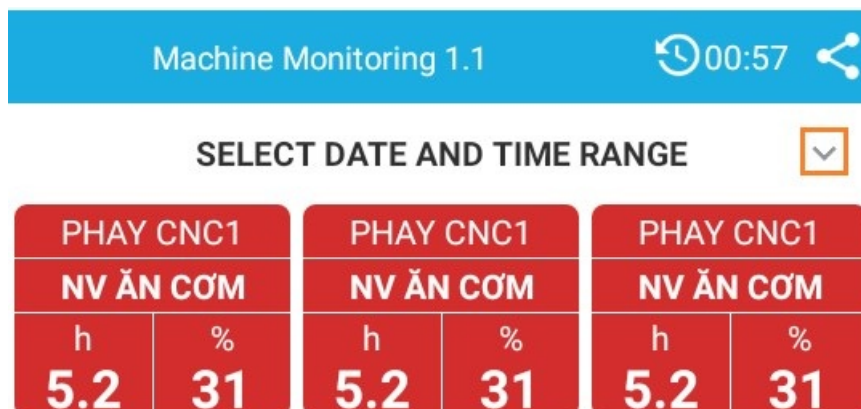 Machine Monitoring 1.1 00:57
SELECT DATE AND TIME RANGE
PHAY CNC1 PHAY CNC1 PHAY CNC1
NV ĂN CƠM NV ĂN CƠM NV ĂN CƠM
h % h % h %
5.2 31 5.2 31 5.2 31